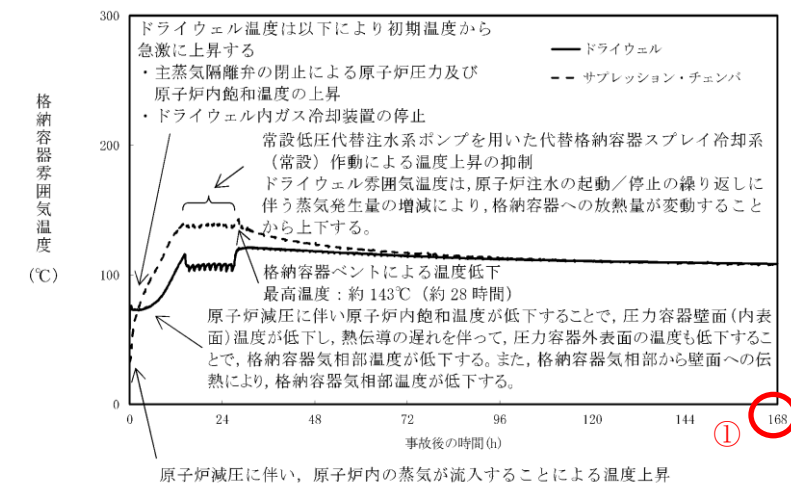 300
200
100
0
格納容器雰囲気温度
(℃)
ドライウェル温度は以下により初期温度から
急激に上昇する
・主蒸気隔離弁の閉止による原子炉圧力及び
原子炉内飽和温度の上昇
・ドライウェル内ガス冷却装置の停止
ドライウェル
サプレッション・チェンバ
常設低圧代替注水系ポンプを用いた代替格納容器スプレイ冷却系
（常設）作動による温度上昇の抑制
ドライウェル雰囲気温度は，原子炉注水の起動／停止の繰り返しに
伴う蒸気発生量の増減により，格納容器への放熱量が変動すること
から上下する。
格納容器ベントによる温度低下
最高温度：約 143℃（約 28 時間）
原子炉減圧に伴い原子炉内飽和温度が低下することで，圧力容器壁面（内表
面）温度が低下し，熱伝導の遅れを伴って，圧力容器外表面の温度も低下するこ
とで，格納容器気相部温度が低下する。また，格納容器気相部から壁面への伝
熱により，格納容器気相部温度が低下する。
0 24 48 72 96 120 144 168
①
事故後の時間(h)
原子炉減圧に伴い，原子炉内の蒸気が流入することによる温度上昇